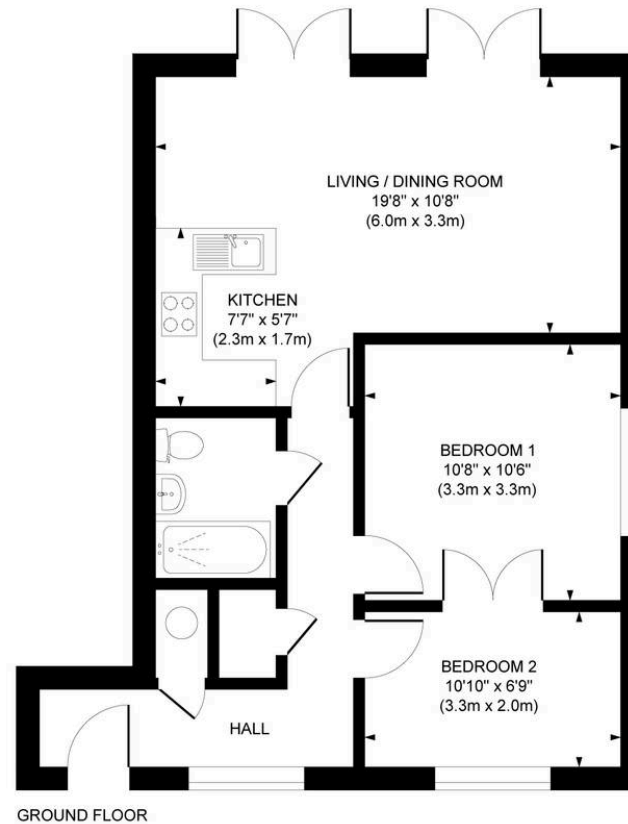 LIVING / DINING ROOM
19'8" x 10'8"
(6.0m x 3.3m)
KITCHEN
7'7" x 5'7"
(2.3m x 1.7m)
BEDROOM 1
10'8" x 10'6"
(3.3m x 3.3m)
BEDROOM 2
10'10" x 6'9"
(3.3m x 2.0m)
HALL
GROUND FLOOR